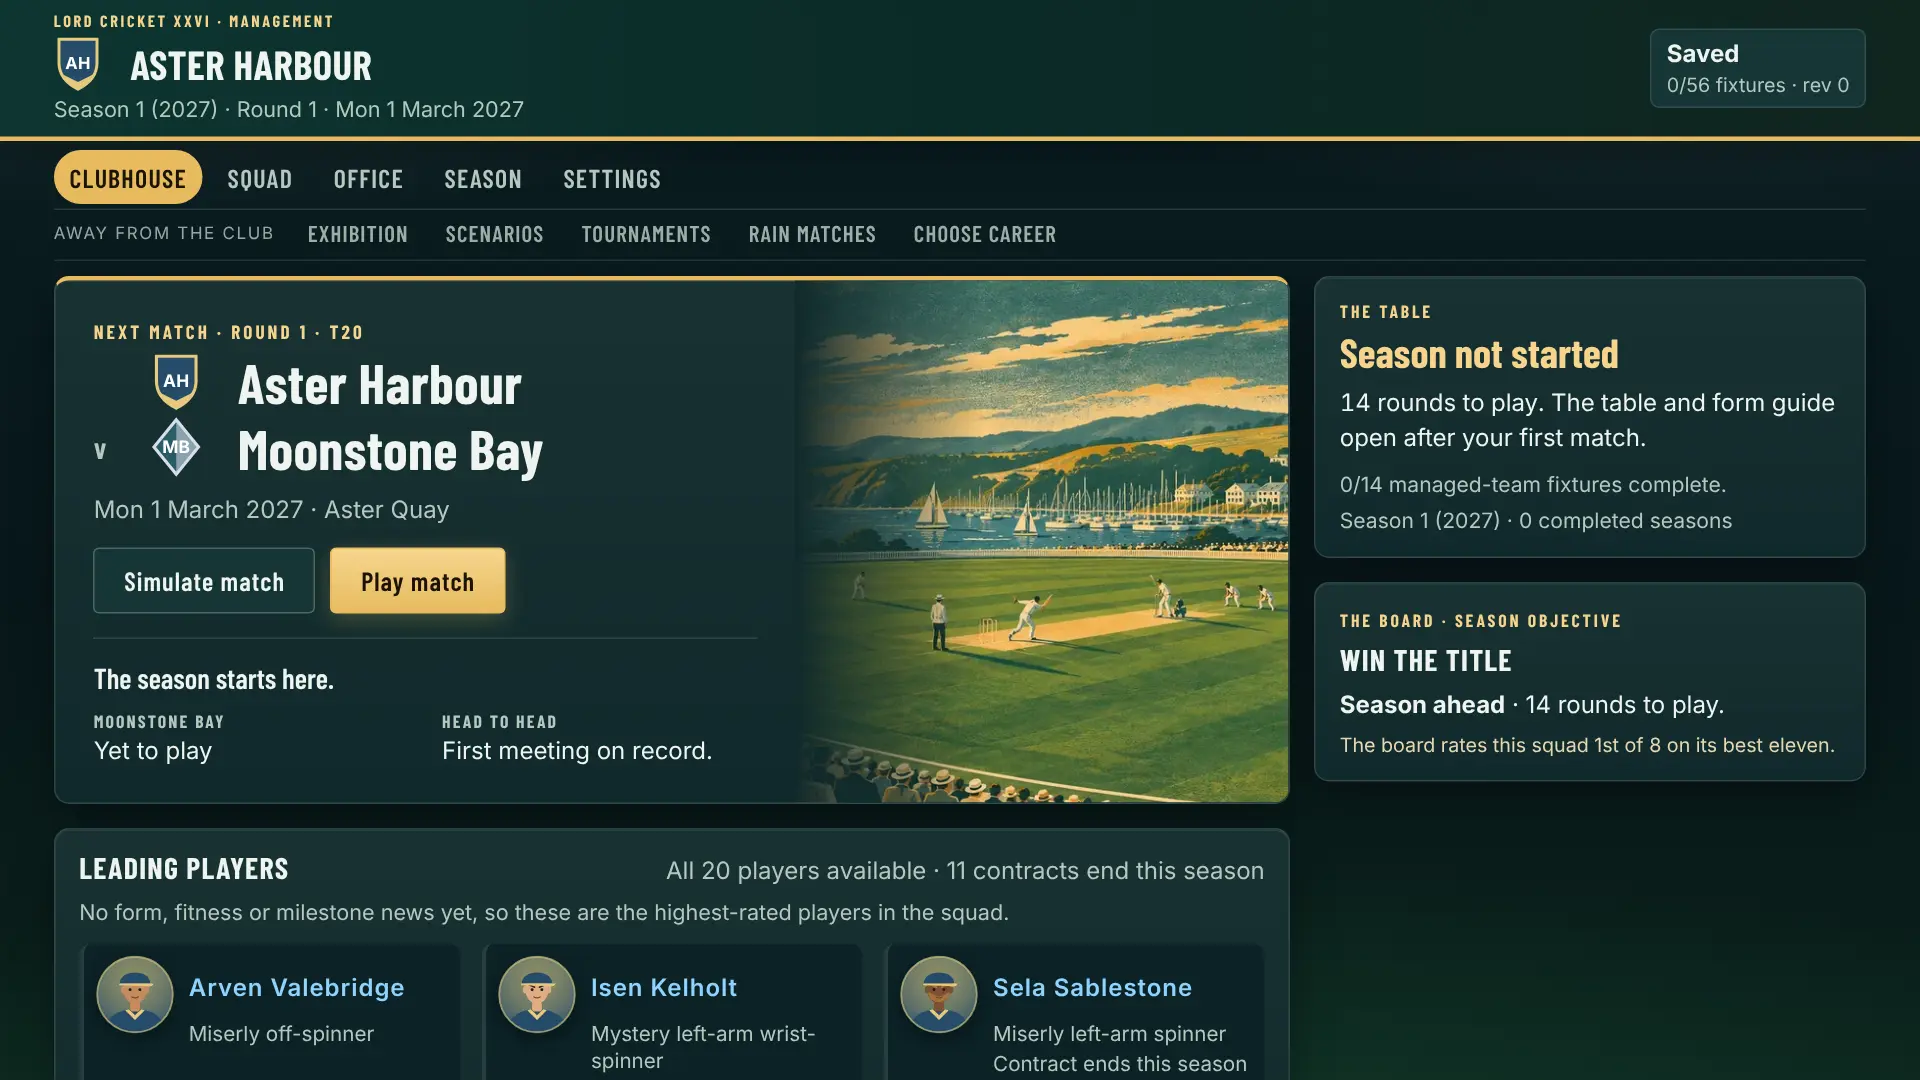 LORD CRICKET XXVI · MANAGEMENT
AH
ASTER HARBOUR
Season 1 (2027) · Round 1 · Mon 1 March 2027
Saved
0/56 fixtures · rev 0
CLUBHOUSE SQUAD OFFICE SEASON SETTINGS
AWAY FROM THE CLUB EXHIBITION SCENARIOS TOURNAMENTS RAIN MATCHES CHOOSE CAREER
NEXT MATCH · ROUND 1 · T20
AH Aster Harbour
v MB Moonstone Bay
Mon 1 March 2027 · Aster Quay
Simulate match Play match
The season starts here.
MOONSTONE BAY
Yet to play
HEAD TO HEAD
First meeting on record.
THE TABLE
Season not started
14 rounds to play. The table and form guide
open after your first match.
0/14 managed-team fixtures complete.
Season 1 (2027) · 0 completed seasons
THE BOARD · SEASON OBJECTIVE
WIN THE TITLE
Season ahead · 14 rounds to play.
The board rates this squad 1st of 8 on its best eleven.
LEADING PLAYERS
All 20 players available · 11 contracts end this season
No form, fitness or milestone news yet, so these are the highest-rated players in the squad.
Arven Valebridge
Miserly off-spinner
Isen Kelholt
Mystery left-arm wrist-
spinner
Sela Sablestone
Miserly left-arm spinner
Contract ends this season